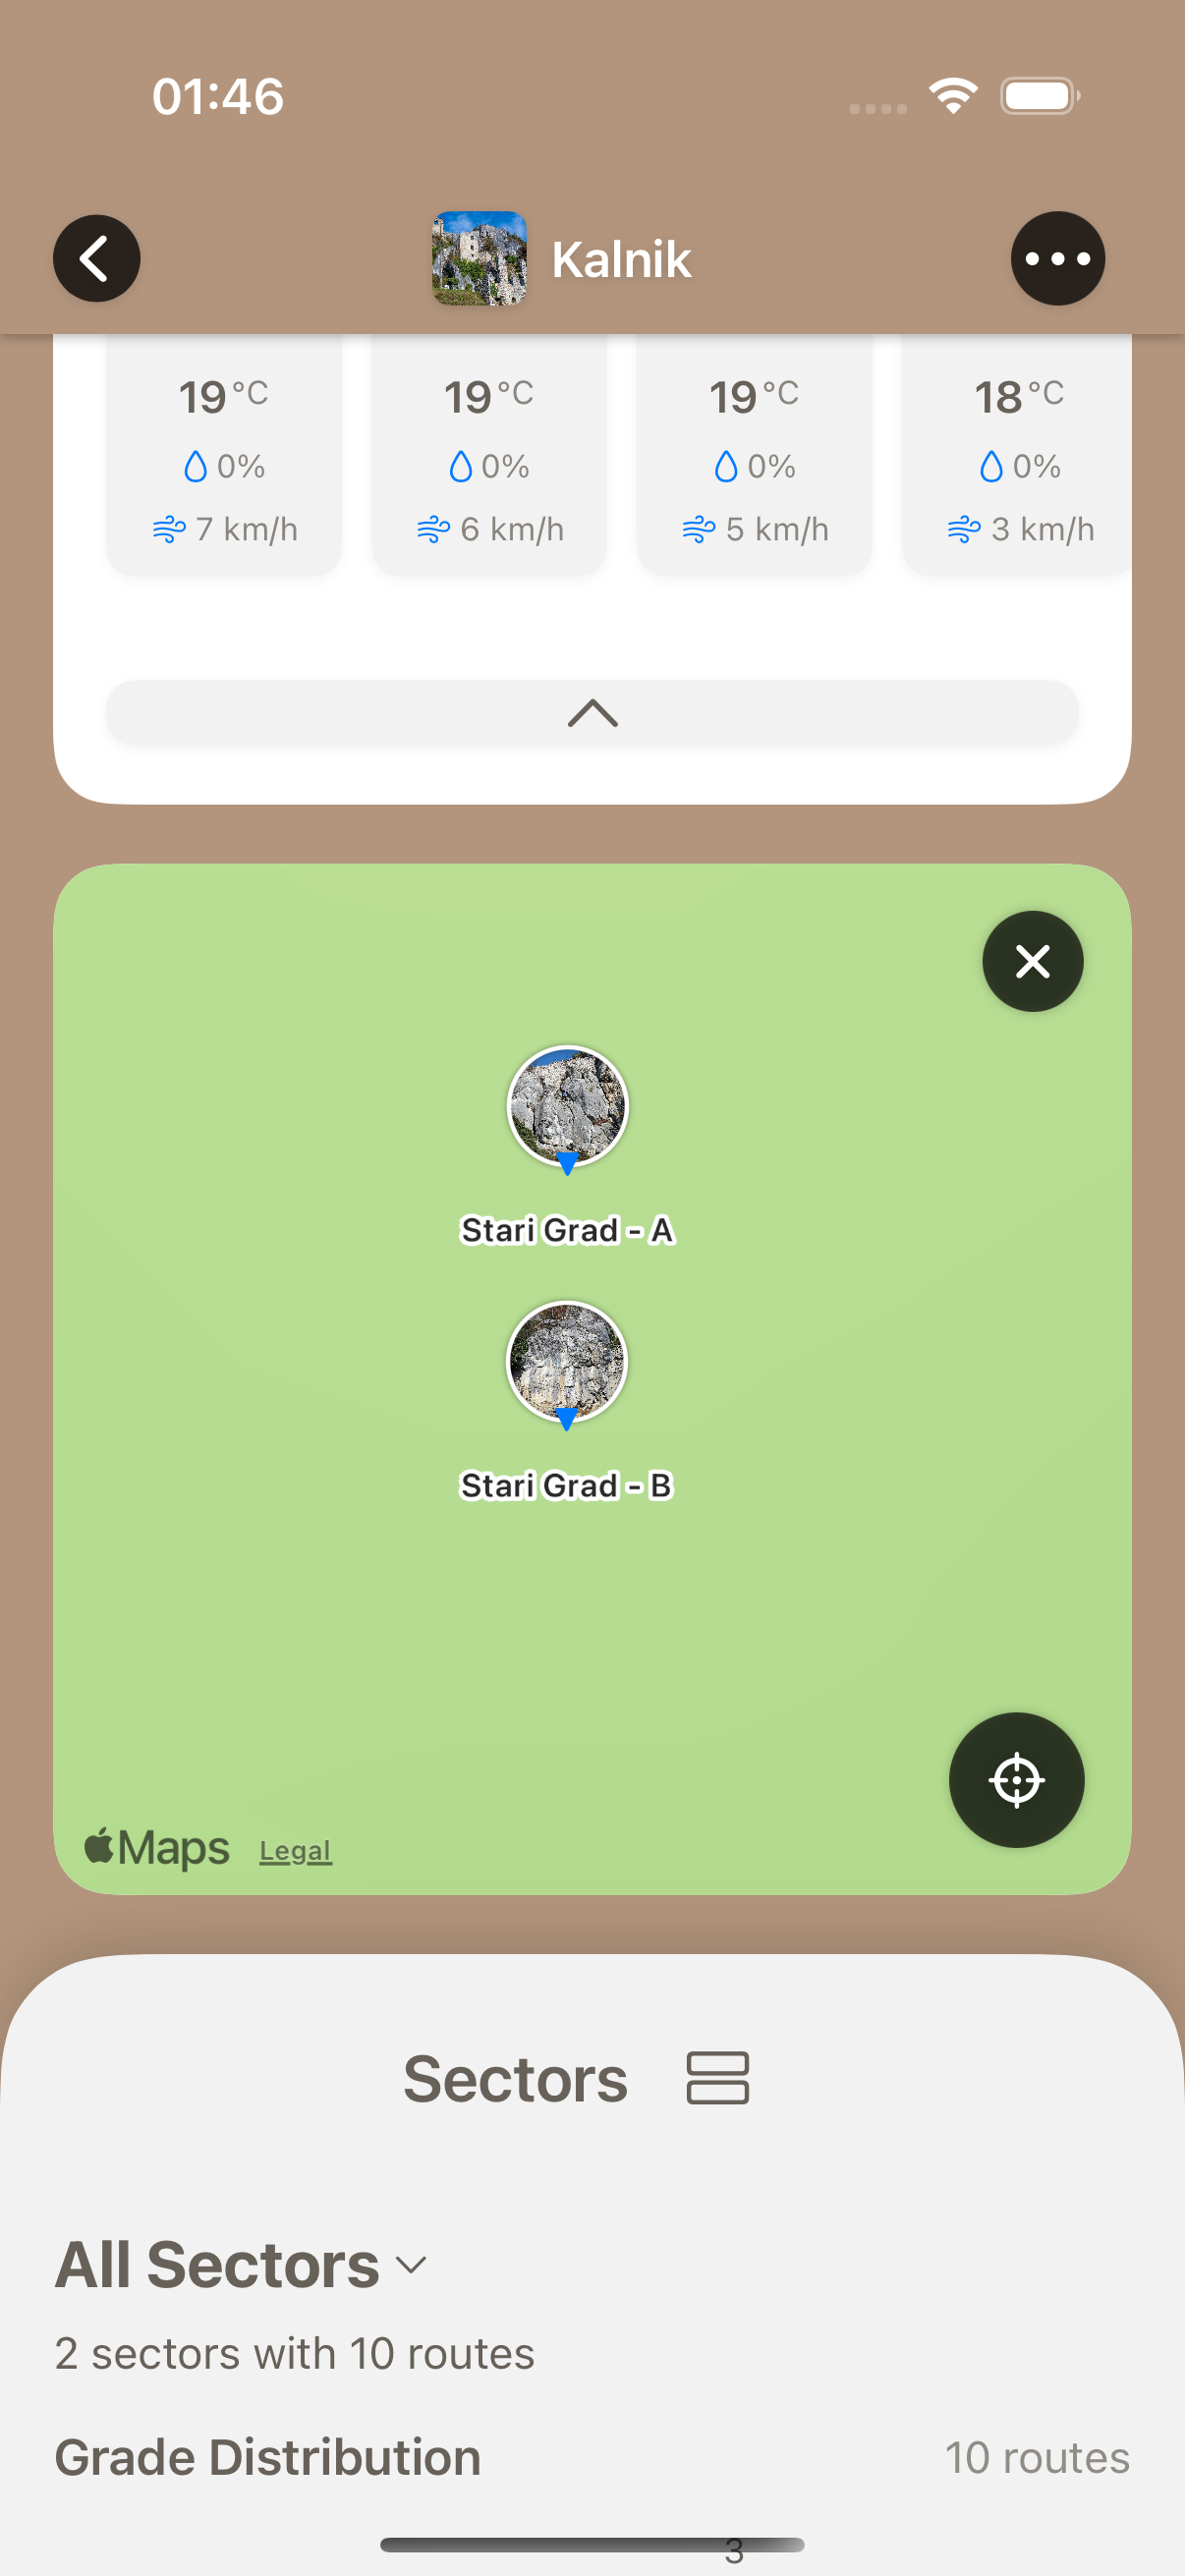 01:46
Kalnik
19 °C 19 °C 19 °C 18 °C
0% 0% 0% 0%
7 km/h 6 km/h 5 km/h 3 km/h
Stari Grad - A
Stari Grad - B
Maps Legal
Sectors
All Sectors
2 sectors with 10 routes
Grade Distribution 10 routes
3